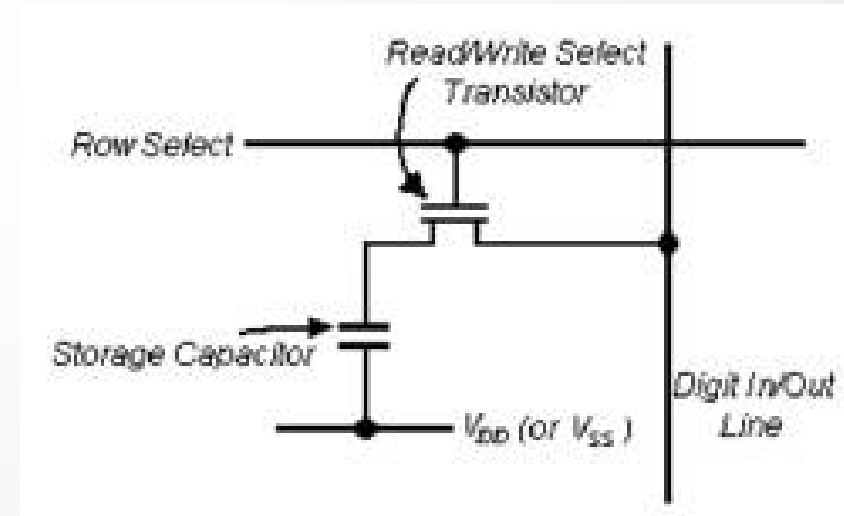 Read/Write Select
Transistor
Row Select
Storage Capacitor
Digit In/Out
Line
V_DD (or V_SS)